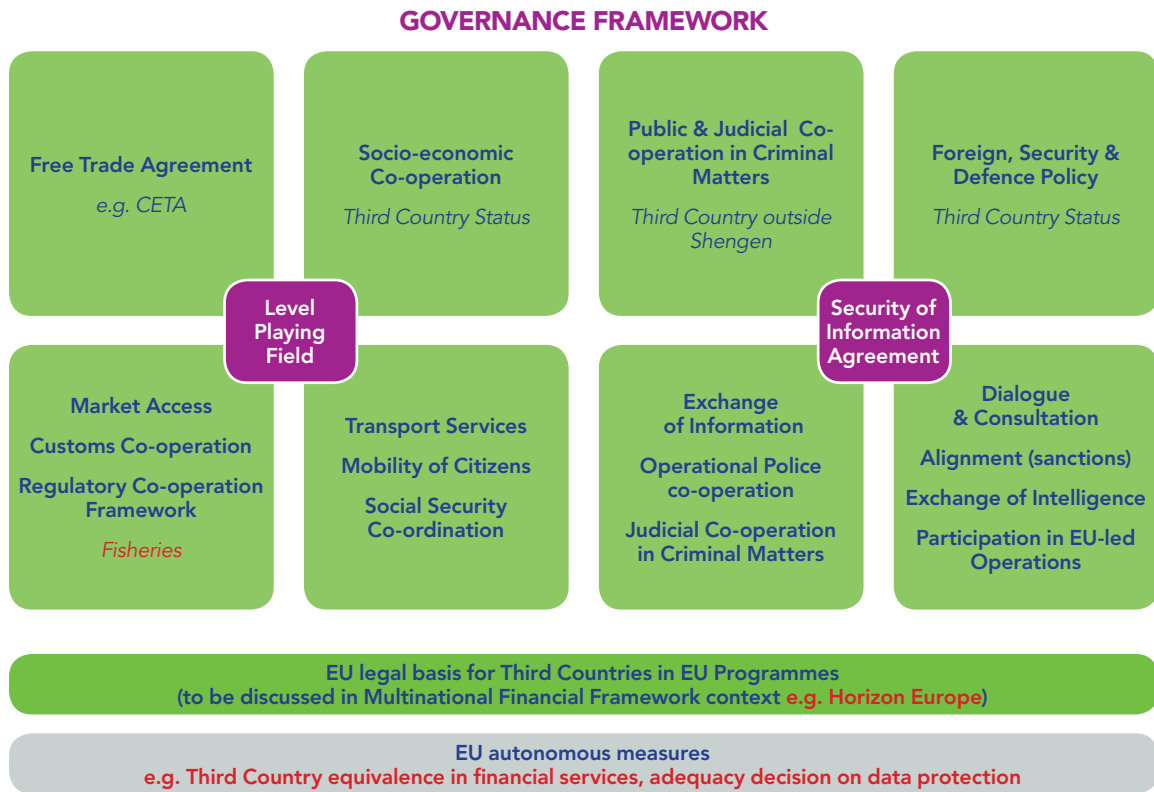 GOVERNANCE FRAMEWORK
Free Trade Agreement
e.g. CETA
Socio-economic
Co-operation
Third Country Status
Public & Judicial Co-
operation in Criminal
Matters
Third Country outside
Shengen
Foreign, Security &
Defence Policy
Third Country Status
Level
Playing
Field
Security of
Information
Agreement
Market Access
Customs Co-operation
Regulatory Co-operation
Framework
Fisheries
Transport Services
Mobility of Citizens
Social Security
Co-ordination
Exchange
of Information
Operational Police
co-operation
Judicial Co-operation
in Criminal Matters
Dialogue
& Consultation
Alignment (sanctions)
Exchange of Intelligence
Participation in EU-led
Operations
EU legal basis for Third Countries in EU Programmes
(to be discussed in Multinational Financial Framework context e.g. Horizon Europe)
EU autonomous measures
e.g. Third Country equivalence in financial services, adequacy decision on data protection